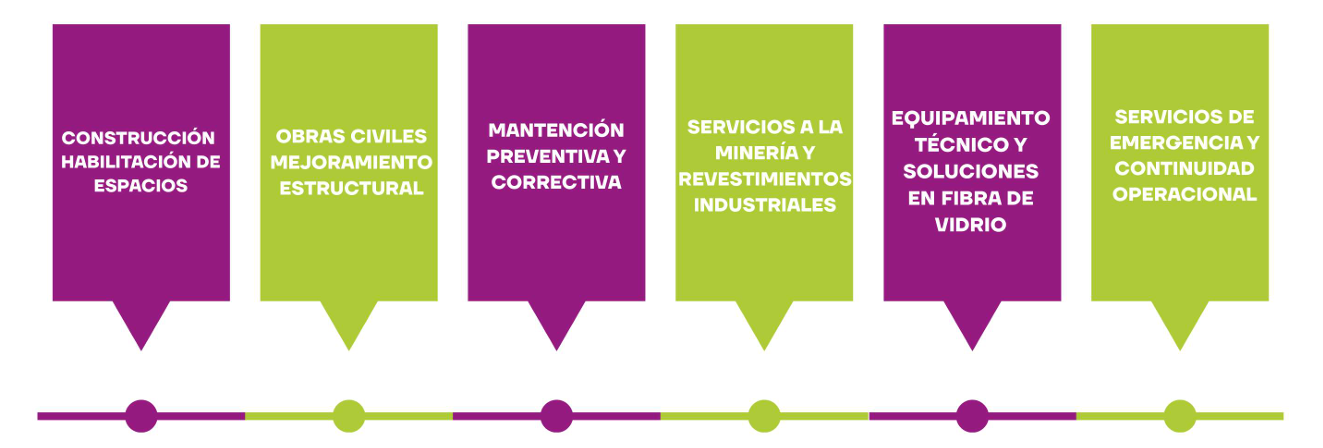 CONSTRUCCIÓN
HABILITACIÓN DE
ESPACIOS
OBRAS CIVILES
MEJORAMIENTO
ESTRUCTURAL
MANTENCIÓN
PREVENTIVA Y
CORRECTIVA
SERVICIOS A LA
MINERÍA Y
REVESTIMIENTOS
INDUSTRIALES
EQUIPAMIENTO
TÉCNICO Y
SOLUCIONES
EN FIBRA DE
VIDRIO
SERVICIOS DE
EMERGENCIA Y
CONTINUIDAD
OPERACIONAL